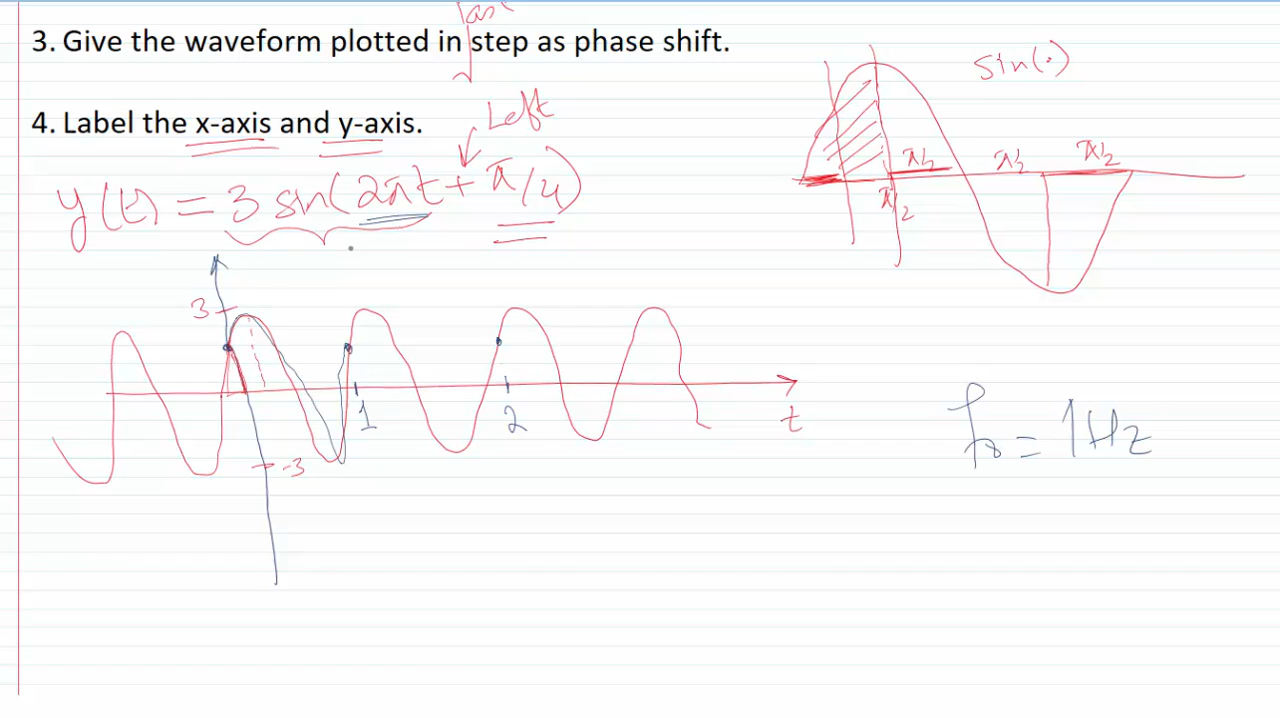 3. Give the waveform plotted in step as phase shift.
sin(·)
4. Label the x-axis and y-axis.
Left
y(t) = 3 sin(2πt + π/4)
π/2 π/2 π/2
π/2
3
1 2 t
-3
= 1Hz